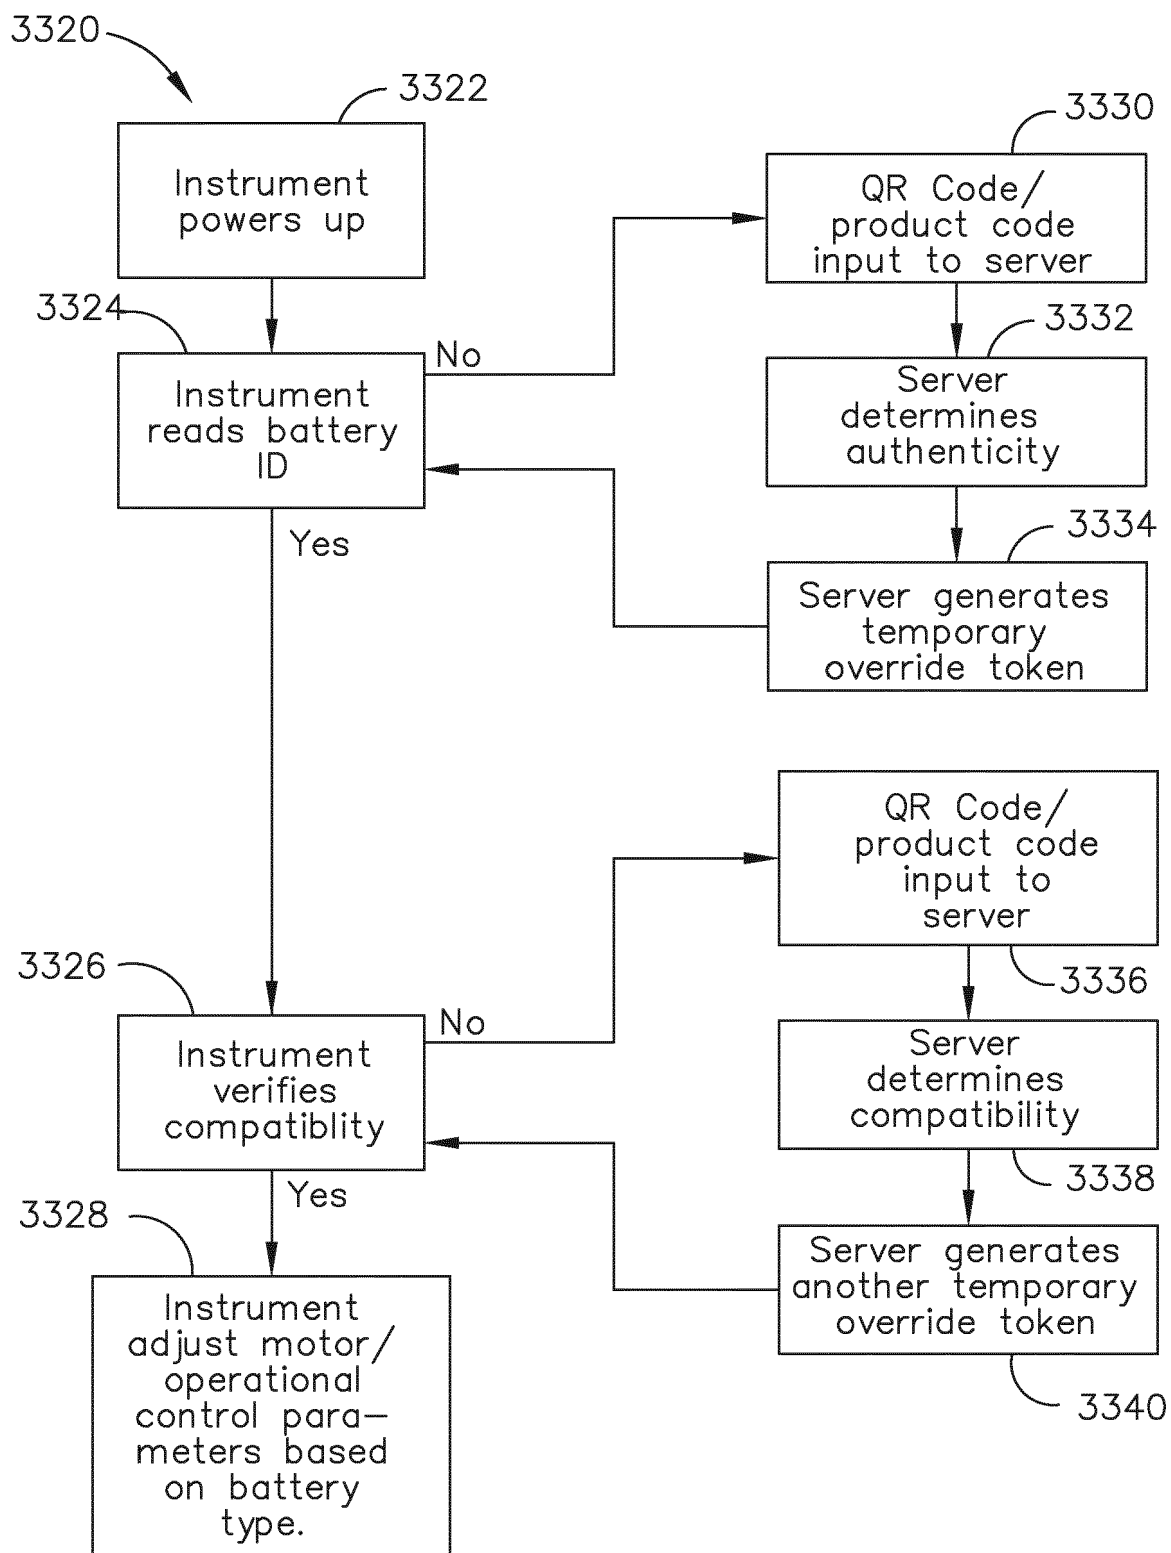 3320
3322
Instrument
powers up
3324
Instrument
reads battery
ID
No
Yes
3330
QR Code/
product code
input to server
3332
Server
determines
authenticity
3334
Server generates
temporary
override token
3326
Instrument
verifies
compatiblity
No
Yes
QR Code/
product code
input to
server
3336
Server
determines
compatibility
3338
Server generates
another temporary
override token
3340
3328
Instrument
adjust motor/
operational
control para–
meters based
on battery
type.